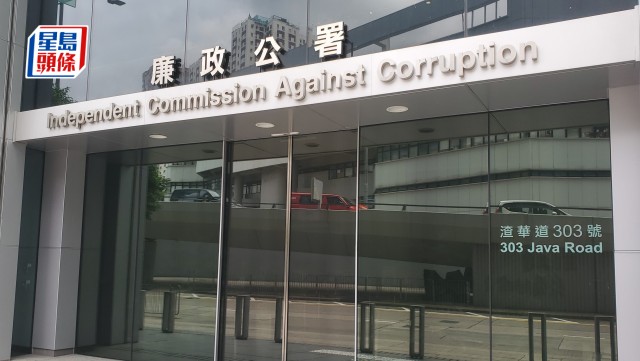 星島
頭條
廉政公署
Independent Commission Against Corruption
渣華道303號
303 Java Road